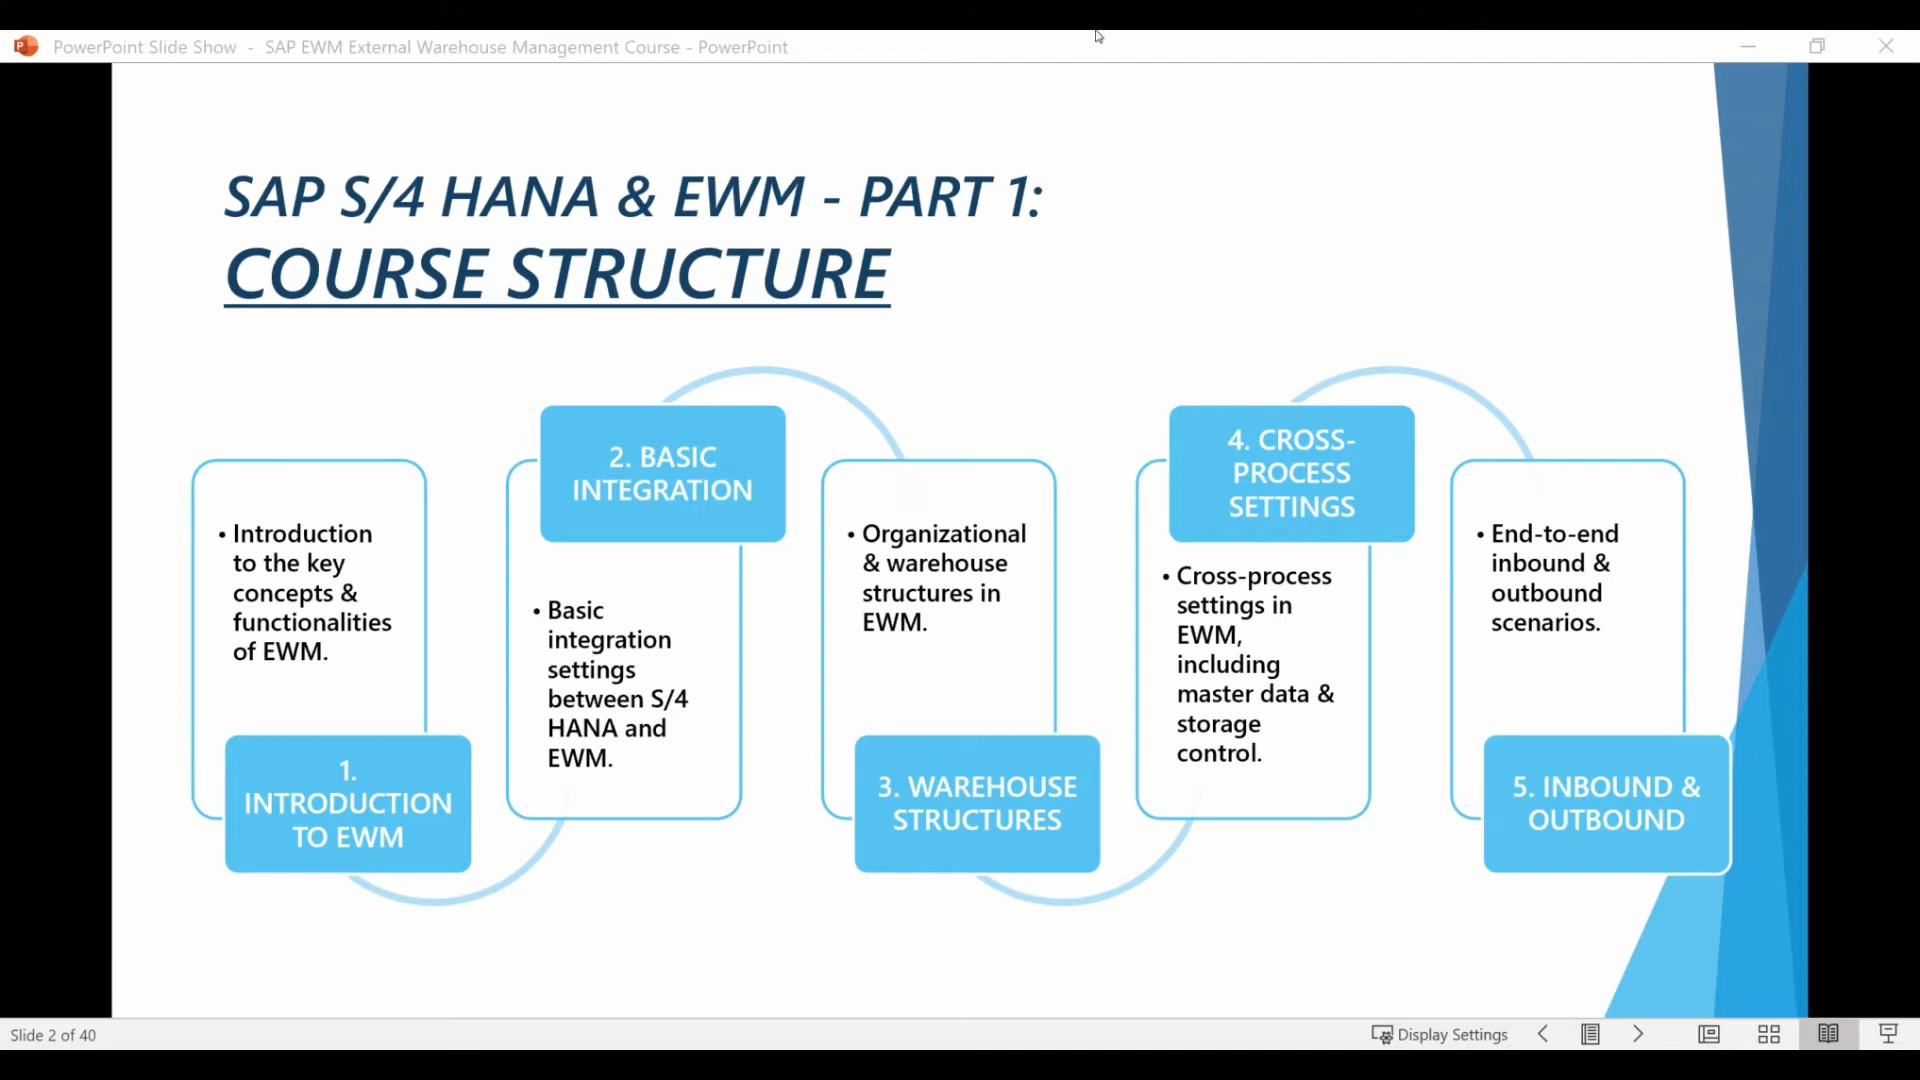 PowerPoint Slide Show - SAP EWM External Warehouse Management Course - PowerPoint
SAP S/4 HANA & EWM - PART 1:
COURSE STRUCTURE
• Introduction
to the key
concepts &
functionalities
of EWM.
1.
INTRODUCTION
TO EWM
2. BASIC
INTEGRATION
• Basic
integration
settings
between S/4
HANA and
EWM.
• Organizational
& warehouse
structures in
EWM.
3. WAREHOUSE
STRUCTURES
4. CROSS-
PROCESS
SETTINGS
• Cross-process
settings in
EWM,
including
master data &
storage
control.
• End-to-end
inbound &
outbound
scenarios.
5. INBOUND &
OUTBOUND
Slide 2 of 40
Display Settings